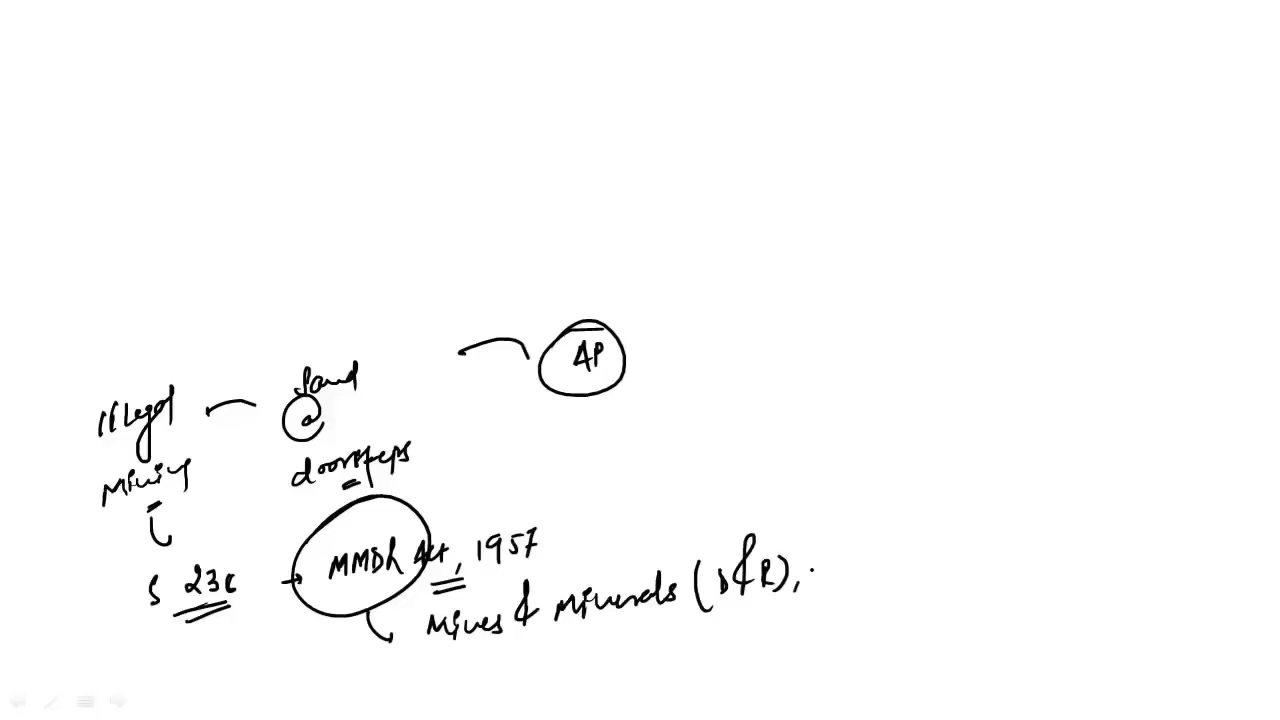 AP
Sand
@
doorsteps
Illegal
mining
S 23C → MMDR Act, 1957
Mines & Minerals (D&R),